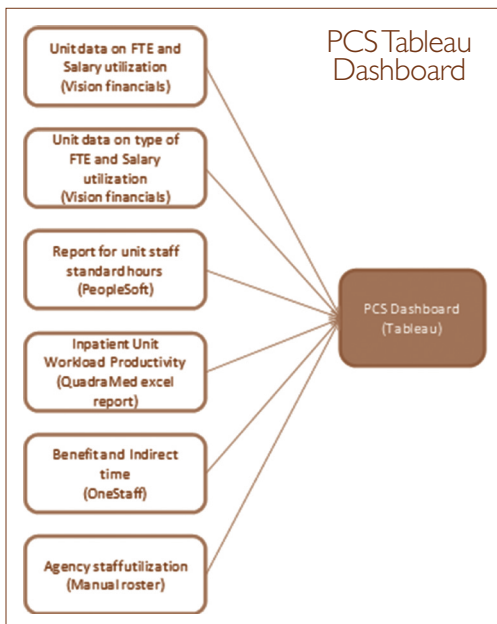 PCS Tableau
Dashboard
Unit data on FTE and
Salary utilization
(Vision financials)
Unit data on type of
FTE and Salary
utilization
(Vision financials)
Report for unit staff
standard hours
(PeopleSoft)
PCS Dashboard
(Tableau)
Inpatient Unit
Workload Productivity
(QuadraMed excel
report)
Benefit and Indirect
time
(OneStaff)
Agency staff utilization
(Manual roster)